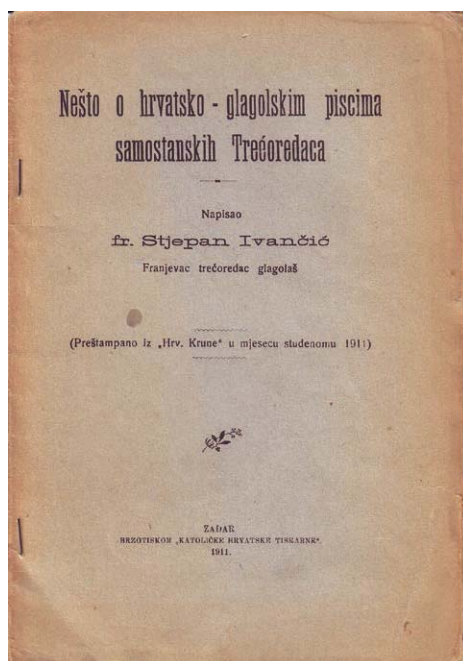 Nešto o hrvatsko - glagolskim piscima
samostanskih Trećoredaca
Napisao
fr. Stjepan Ivančić
Franjevac trećoredac glagolaš
(Preštampano iz „Hrv. Krune“ u mjesecu studenomu 1911)
ZADAR
BRZOTISKOM „KATOLIČKE HRVATSKE TISKARNE“.
1911.